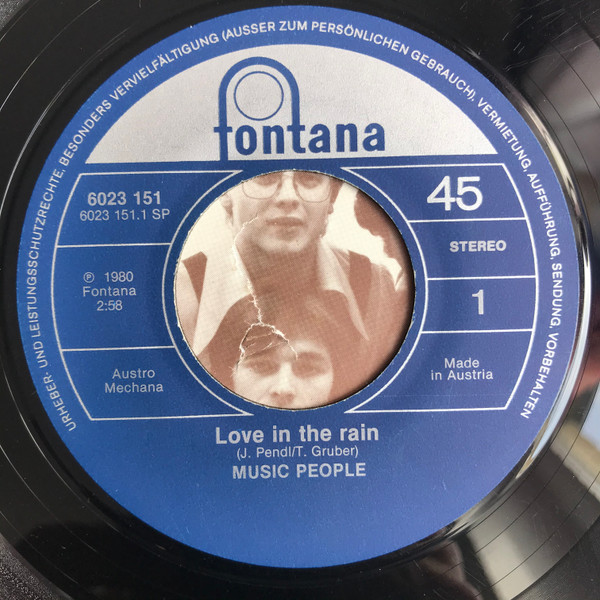 URHEBER- UND LEISTUNGSSCHUTZRECHTE, BESONDERS VERVIELFÄLTIGUNG (AUSSER ZUM PERSÖNLICHEN GEBRAUCH), VERMIETUNG, AUFFÜHRUNG, SENDUNG, VORBEHALTEN
fontana
6023 151
6023 151.1 SP
℗ 1980
Fontana
2:58
Austro
Mechana
45
STEREO
1
Made
in Austria
Love in the rain
(J. Pendl/T. Gruber)
MUSIC PEOPLE